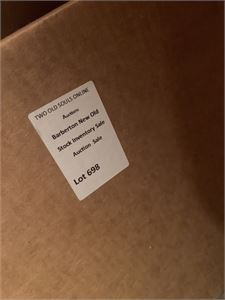 TWO OLD SOULS ONLINE
Auctions
Barberton New Old
Stock Inventory Sale
Auction Sale
Lot 698